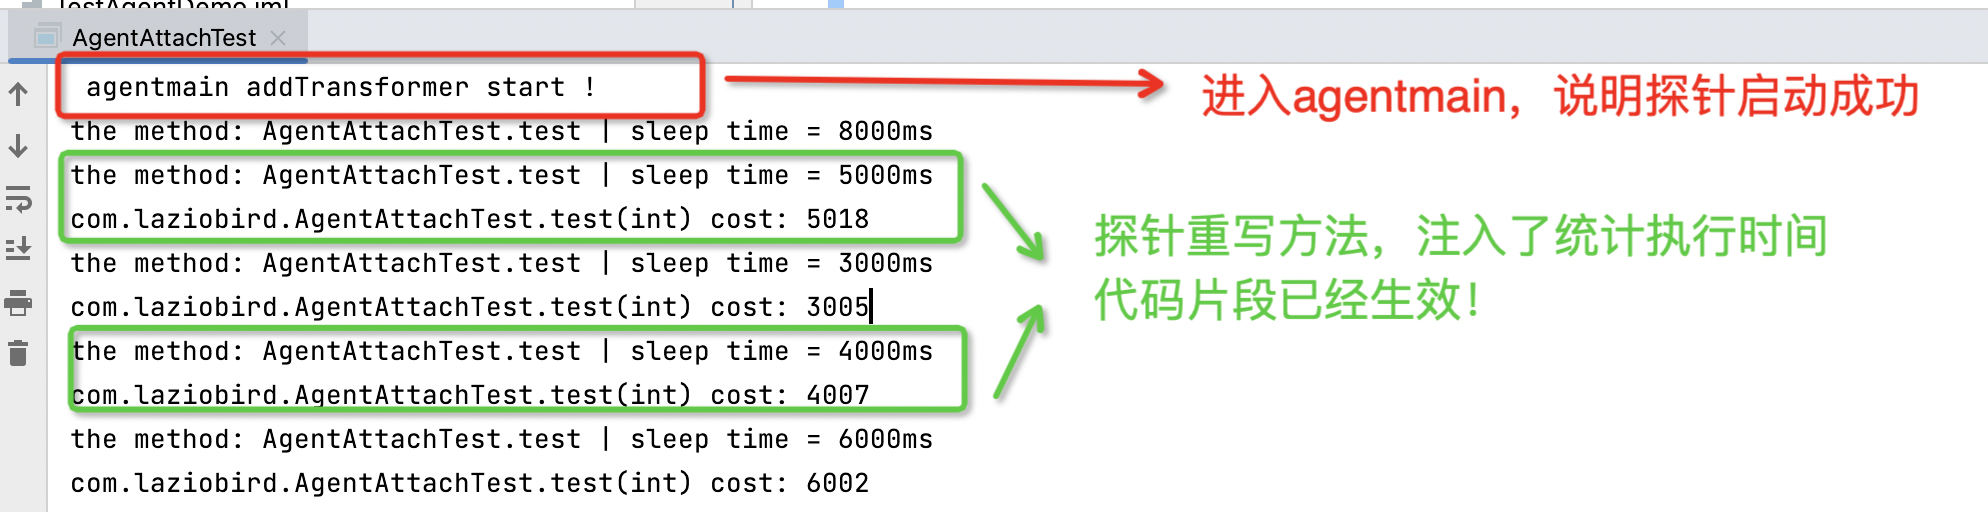 TestAgentDemo.iml
AgentAttachTest
agentmain addTransformer start !
进入agentmain，说明探针启动成功
the method: AgentAttachTest.test | sleep time = 8000ms
the method: AgentAttachTest.test | sleep time = 5000ms
com.laziobird.AgentAttachTest.test(int) cost: 5018
探针重写方法，注入了统计执行时间
代码片段已经生效！
the method: AgentAttachTest.test | sleep time = 3000ms
com.laziobird.AgentAttachTest.test(int) cost: 3005
the method: AgentAttachTest.test | sleep time = 4000ms
com.laziobird.AgentAttachTest.test(int) cost: 4007
the method: AgentAttachTest.test | sleep time = 6000ms
com.laziobird.AgentAttachTest.test(int) cost: 6002